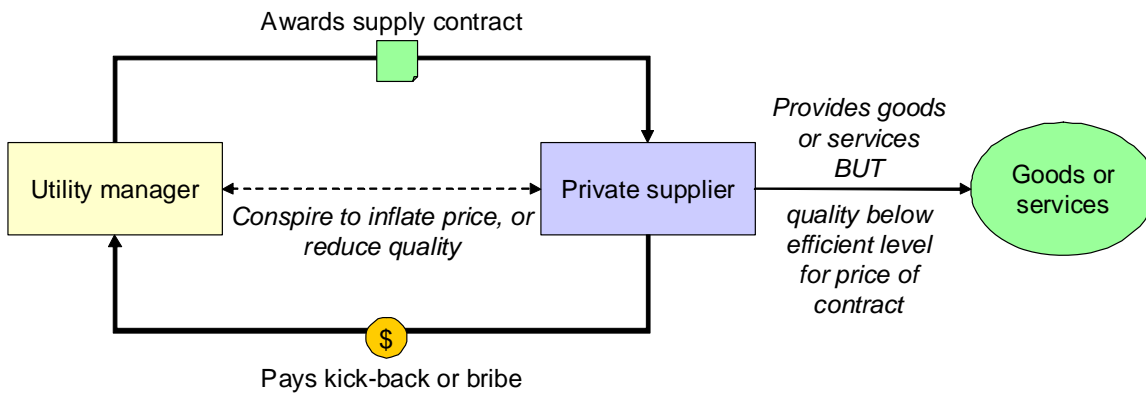 Awards supply contract
Utility manager
Conspire to inflate price, or
reduce quality
Private supplier
Provides goods
or services
BUT
quality below
efficient level
for price of
contract
Goods or
services
$
Pays kick-back or bribe